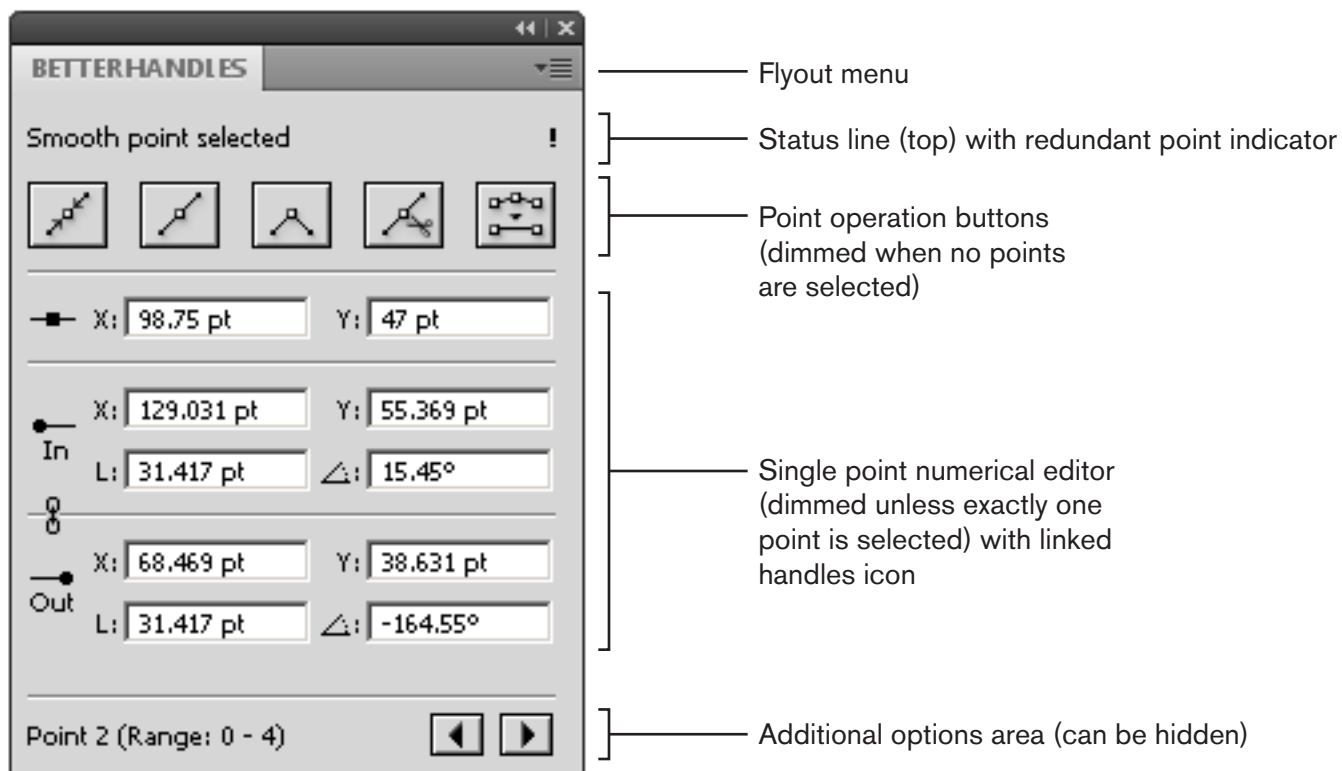 BETTERHANDLES
Flyout menu
Smooth point selected !
Status line (top) with redundant point indicator
Point operation buttons
(dimmed when no points
are selected)
X: 98.75 pt Y: 47 pt
X: 129.031 pt Y: 55.369 pt
In
L: 31.417 pt : 15.45°
Single point numerical editor
(dimmed unless exactly one
point is selected) with linked
handles icon
X: 68.469 pt Y: 38.631 pt
Out
L: 31.417 pt : -164.55°
Point 2 (Range: 0 - 4)
Additional options area (can be hidden)